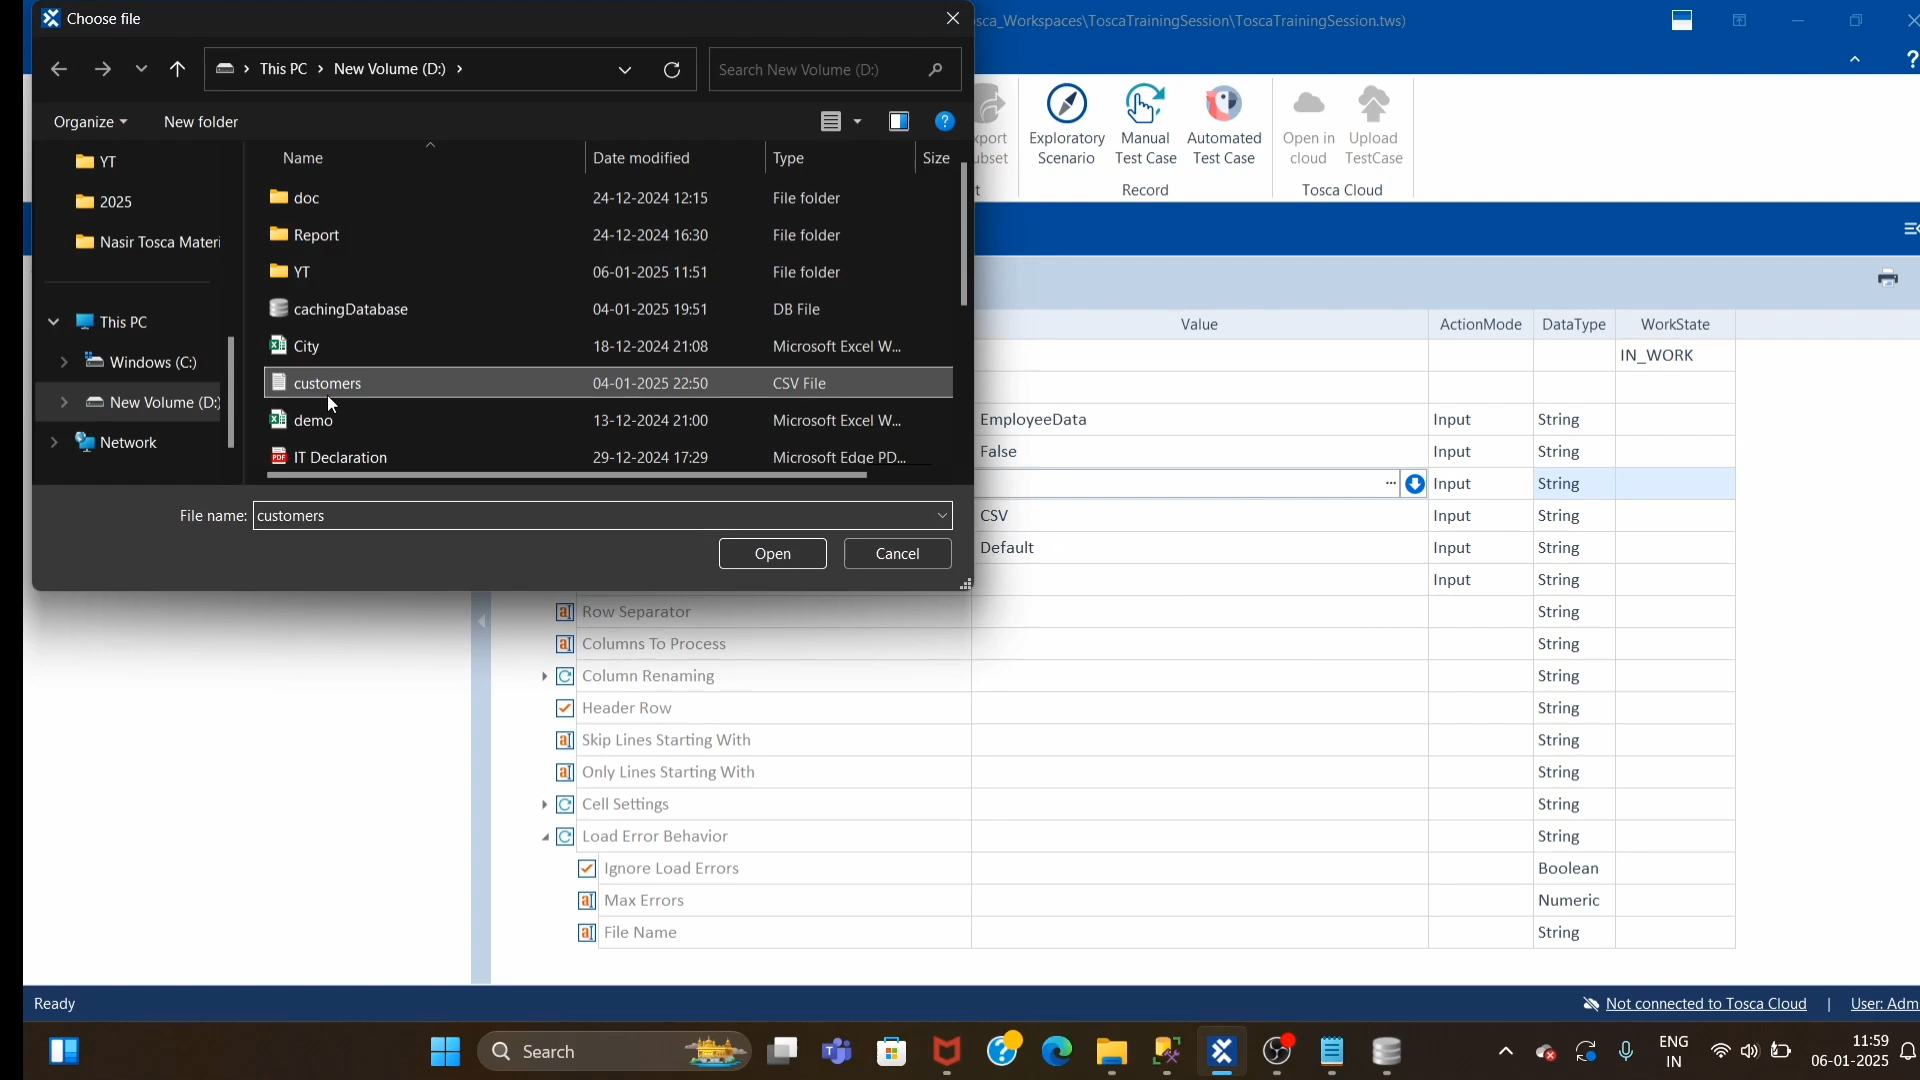 Choose file
sca_Workspaces\ToscaTrainingSession\ToscaTrainingSession.tws)
This PC > New Volume (D:) >
Search New Volume (D:)
Organize
New folder
Exploratory Scenario
Manual Test Case
Automated Test Case
Open in cloud
Upload TestCase
Record
Tosca Cloud
Name Date modified Type Size
YT
2025
Nasir Tosca Materi
This PC
Windows (C:)
New Volume (D:)
Network
doc 24-12-2024 12:15 File folder
Report 24-12-2024 16:30 File folder
YT 06-01-2025 11:51 File folder
cachingDatabase 04-01-2025 19:51 DB File
City 18-12-2024 21:08 Microsoft Excel W...
customers 04-01-2025 22:50 CSV File
demo 13-12-2024 21:00 Microsoft Excel W...
IT Declaration 29-12-2024 17:29 Microsoft Edge PD...
File name: customers
Open Cancel
Value ActionMode DataType WorkState
IN_WORK
EmployeeData Input String
False Input String
... Input String
CSV Input String
Default Input String
Input String
Row Separator String
Columns To Process String
Column Renaming String
Header Row String
Skip Lines Starting With String
Only Lines Starting With String
Cell Settings String
Load Error Behavior String
Ignore Load Errors Boolean
Max Errors Numeric
File Name String
Ready
Not connected to Tosca Cloud | User: Adm
Search
ENG
IN
11:59
06-01-2025